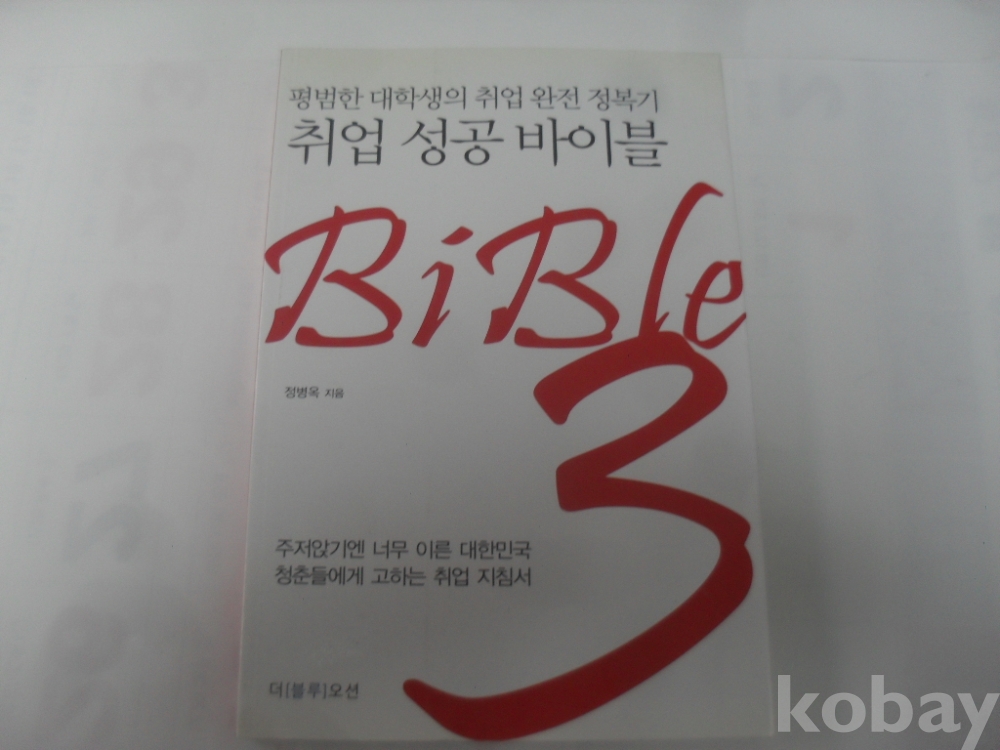 평범한 대학생의 취업 완전 정복기
취업 성공 바이블
BiBle
3
정병옥 지음
주저앉기엔 너무 이른 대한민국
청춘들에게 고하는 취업 지침서
더[블루]오션
kobay